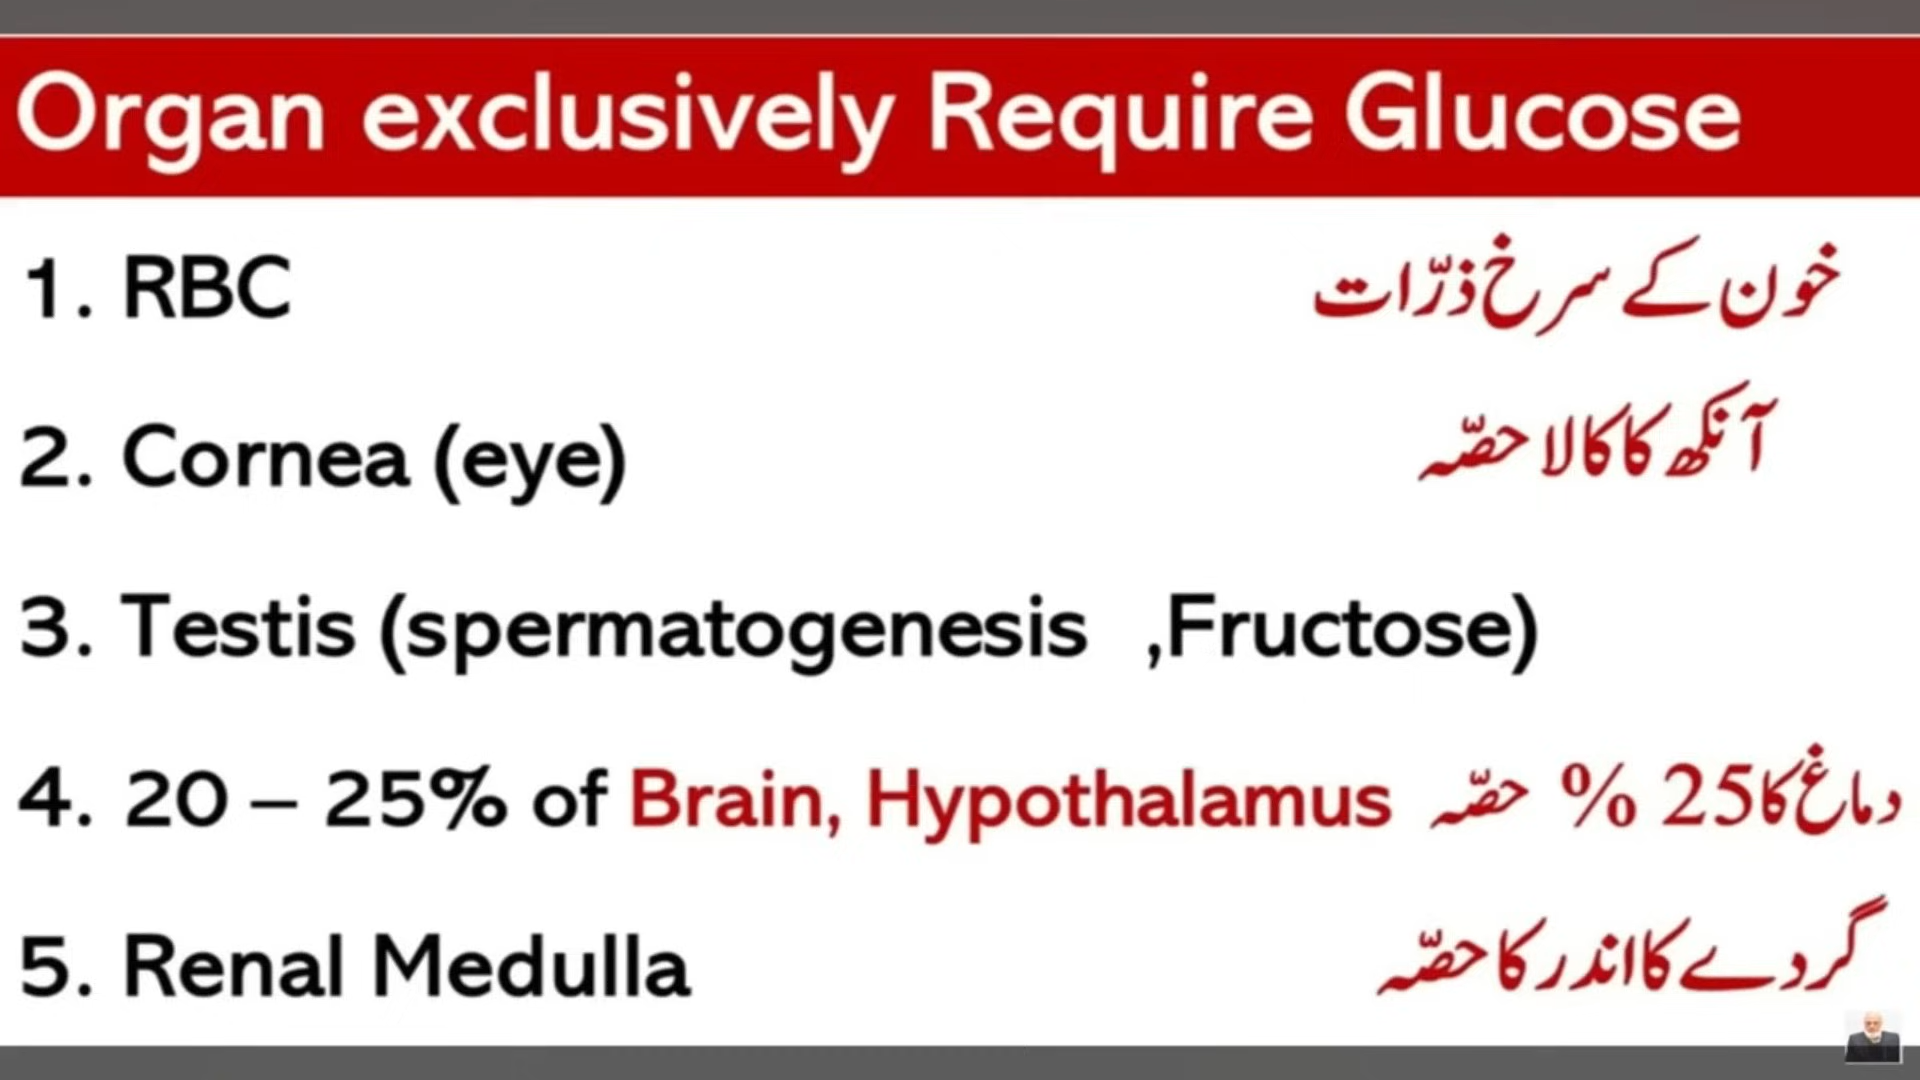 Organ exclusively Require Glucose
1. RBC خون کے سرخ ذرّات
2. Cornea (eye) آنکھ کا کالا حصّہ
3. Testis (spermatogenesis ,Fructose)
4. 20 – 25% of Brain, Hypothalamus دماغ کا 25 % حصّہ
5. Renal Medulla گردے کا اندر کا حصّہ